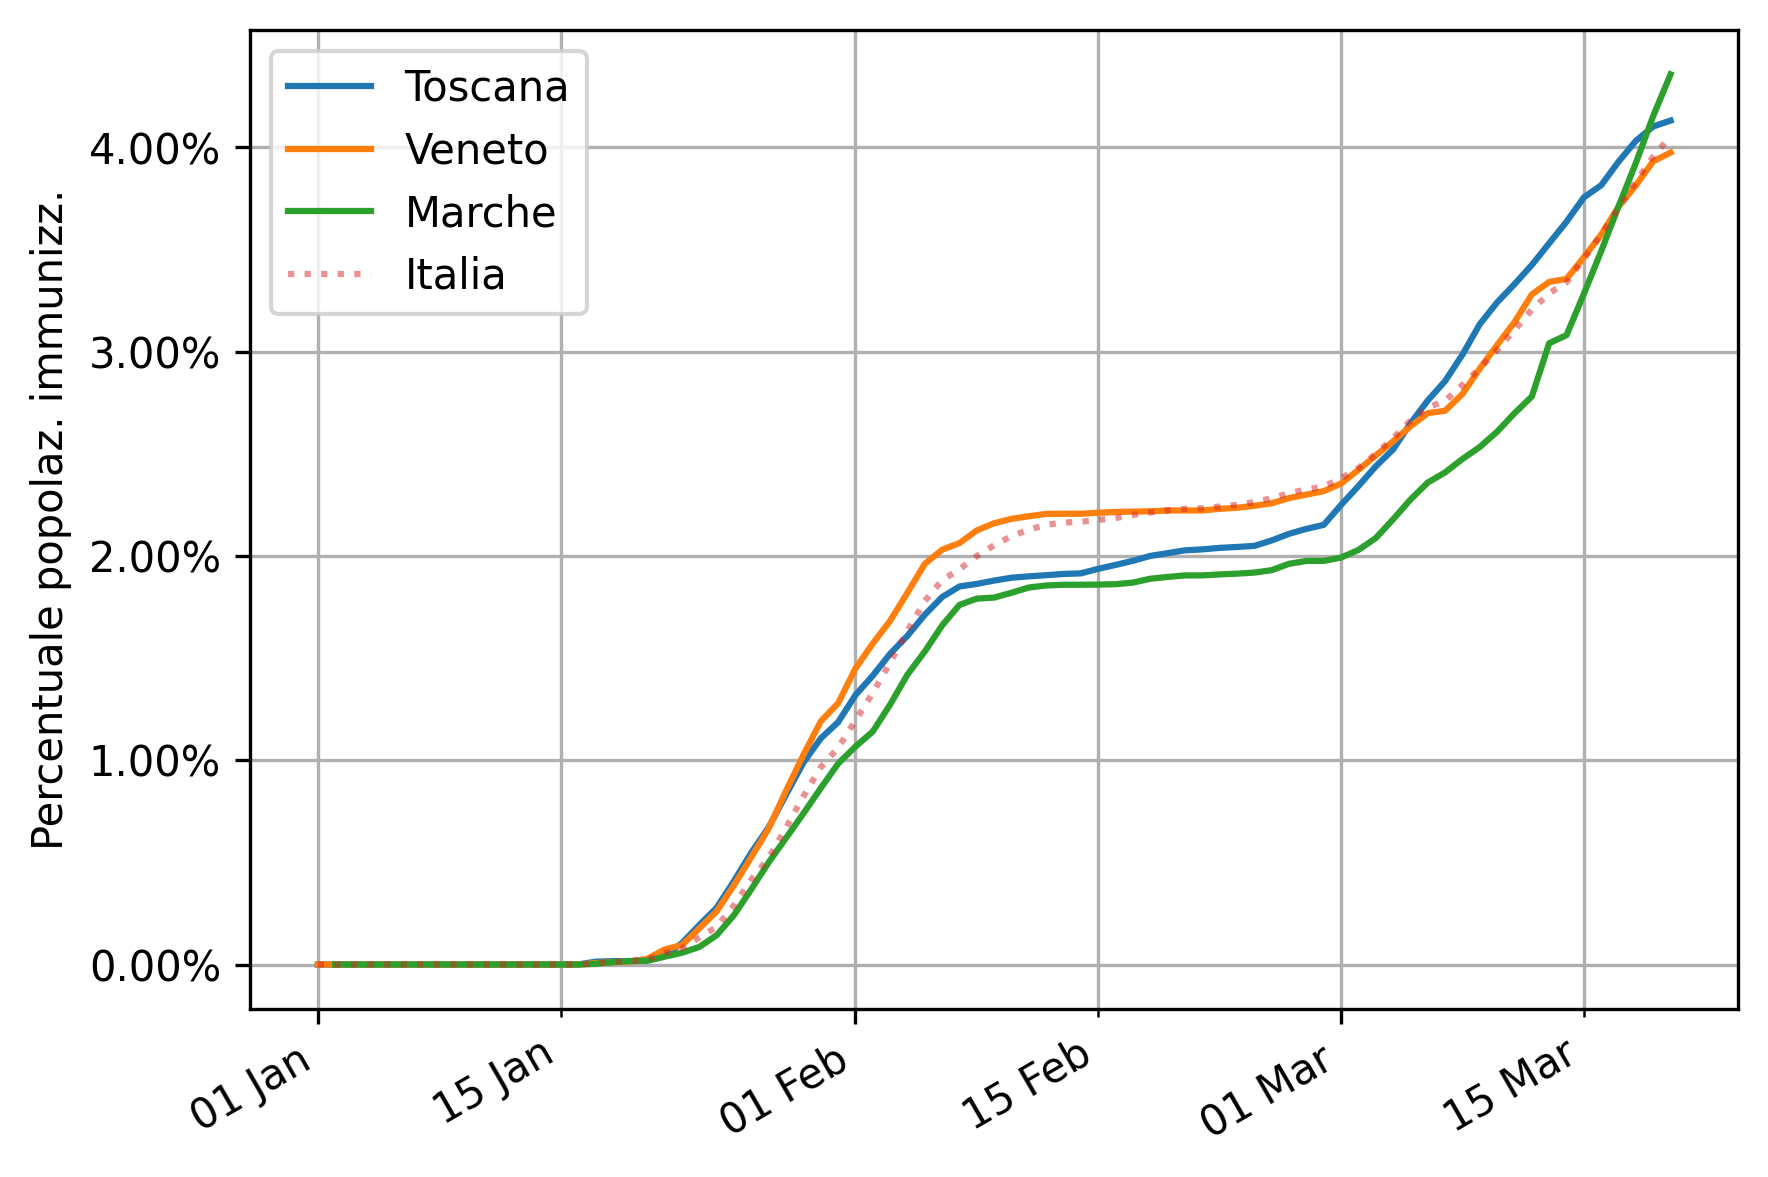 Toscana
Veneto
Marche
Italia
Percentuale popolaz. immunizz.
4.00%
3.00%
2.00%
1.00%
0.00%
01 Jan
15 Jan
01 Feb
15 Feb
01 Mar
15 Mar